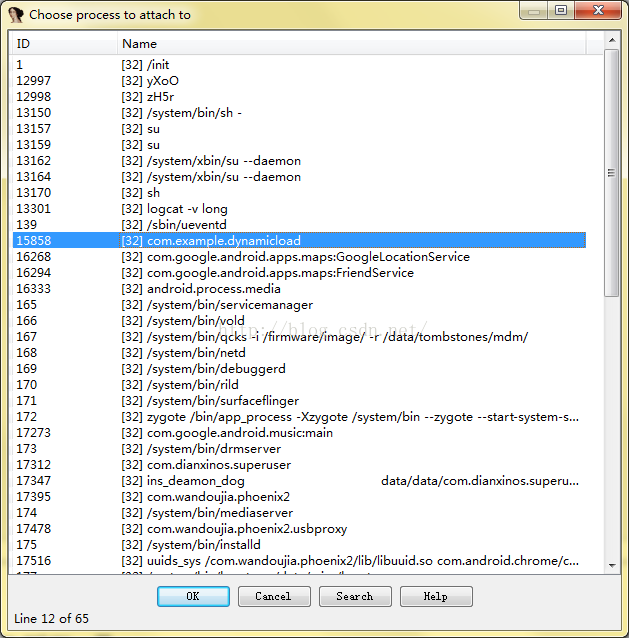 Choose process to attach to
ID Name
1 [32] /init
12997 [32] yXoO
12998 [32] zH5r
13150 [32] /system/bin/sh -
13157 [32] su
13159 [32] su
13162 [32] /system/xbin/su --daemon
13164 [32] /system/xbin/su --daemon
13170 [32] sh
13301 [32] logcat -v long
139 [32] /sbin/ueventd
15858 [32] com.example.dynamicload
16268 [32] com.google.android.apps.maps:GoogleLocationService
16294 [32] com.google.android.apps.maps:FriendService
16333 [32] android.process.media
165 [32] /system/bin/servicemanager
166 [32] /system/bin/vold
http://blog.csdn.net/
167 [32] /system/bin/qcks -i /firmware/image/ -r /data/tombstones/mdm/
168 [32] /system/bin/netd
169 [32] /system/bin/debuggerd
170 [32] /system/bin/rild
171 [32] /system/bin/surfaceflinger
172 [32] zygote /bin/app_process -Xzygote /system/bin --zygote --start-system-s...
17273 [32] com.google.android.music:main
173 [32] /system/bin/drmserver
17312 [32] com.dianxinos.superuser
17347 [32] ins_deamon_dog data/data/com.dianxinos.superu...
17395 [32] com.wandoujia.phoenix2
174 [32] /system/bin/mediaserver
17478 [32] com.wandoujia.phoenix2.usbproxy
175 [32] /system/bin/installd
17516 [32] uuids_sys /com.wandoujia.phoenix2/lib/libuuid.so com.android.chrome/c...
OK Cancel Search Help
Line 12 of 65